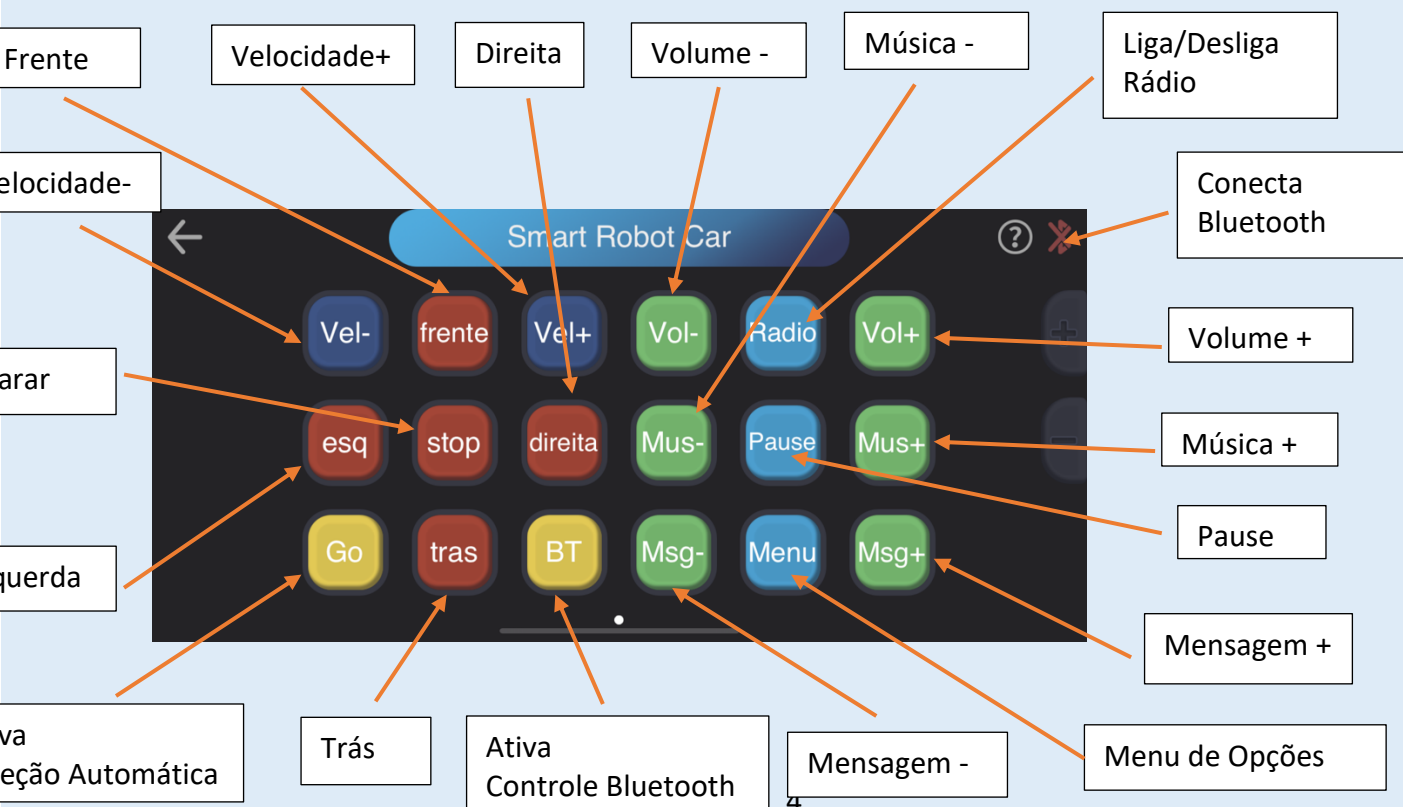 Frente
Velocidade+
Direita
Volume -
Música -
Liga/Desliga
Rádio
elocidade-
Conecta
Bluetooth
Smart Robot Car
?
Vel-
frente
Vel+
Vol-
Radio
Vol+
+
Volume +
arar
esq
stop
direita
Mus-
Pause
Mus+
-
Música +
Go
tras
BT
Msg-
Menu
Msg+
Pause
querda
Mensagem +
va
eção Automática
Trás
Ativa
Controle Bluetooth
Mensagem -
Menu de Opções
4